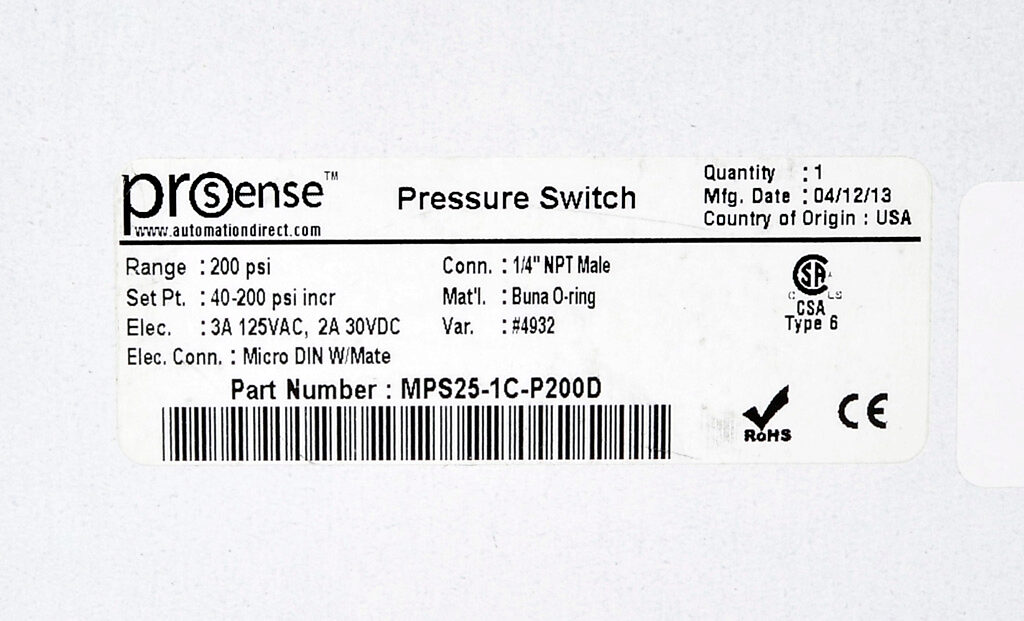 prosense™
www.automationdirect.com
Pressure Switch
Quantity : 1
Mfg. Date : 04/12/13
Country of Origin : USA
Range : 200 psi
Set Pt. : 40-200 psi incr
Elec. : 3A 125VAC, 2A 30VDC
Elec. Conn. : Micro DIN W/Mate
Conn. : 1/4" NPT Male
Mat'l. : Buna O-ring
Var. : #4932
CSA
Type 6
Part Number : MPS25-1C-P200D
RoHS
CE